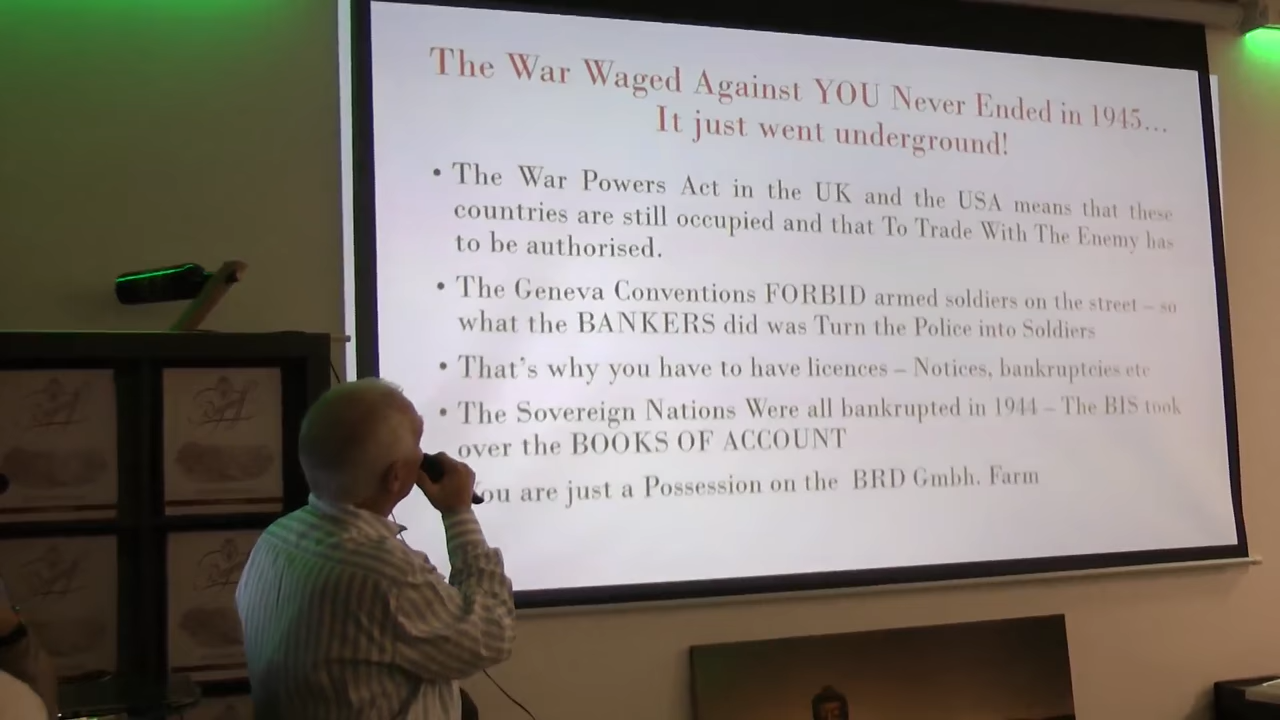 The War Waged Against YOU Never Ended in 1945...
It just went underground!
• The War Powers Act in the UK and the USA means that these
countries are still occupied and that To Trade With The Enemy has
to be authorised.
• The Geneva Conventions FORBID armed soldiers on the street – so
what the BANKERS did was Turn the Police into Soldiers
• That's why you have to have licences – Notices, bankruptcies etc
• The Sovereign Nations Were all bankrupted in 1944 – The BIS took
over the BOOKS OF ACCOUNT
You are just a Possession on the BRD Gmbh. Farm